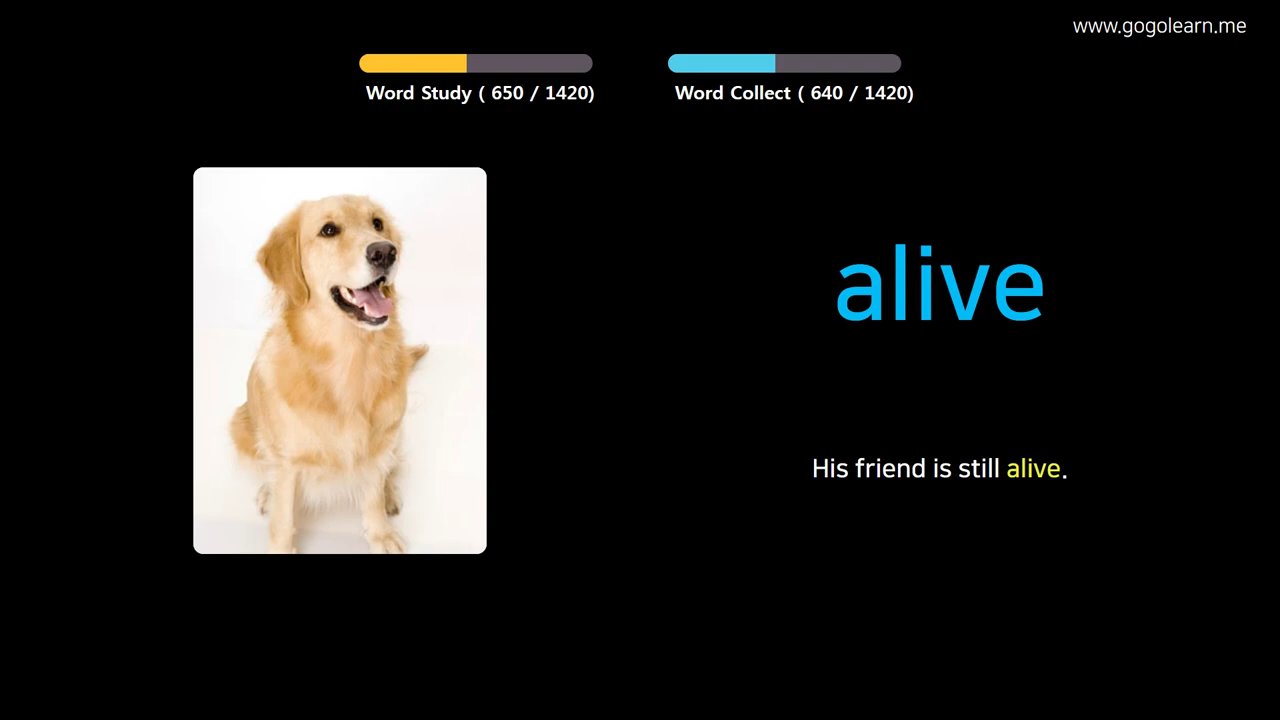 www.gogolearn.me
Word Study ( 650 / 1420)
Word Collect ( 640 / 1420)
alive
His friend is still alive.